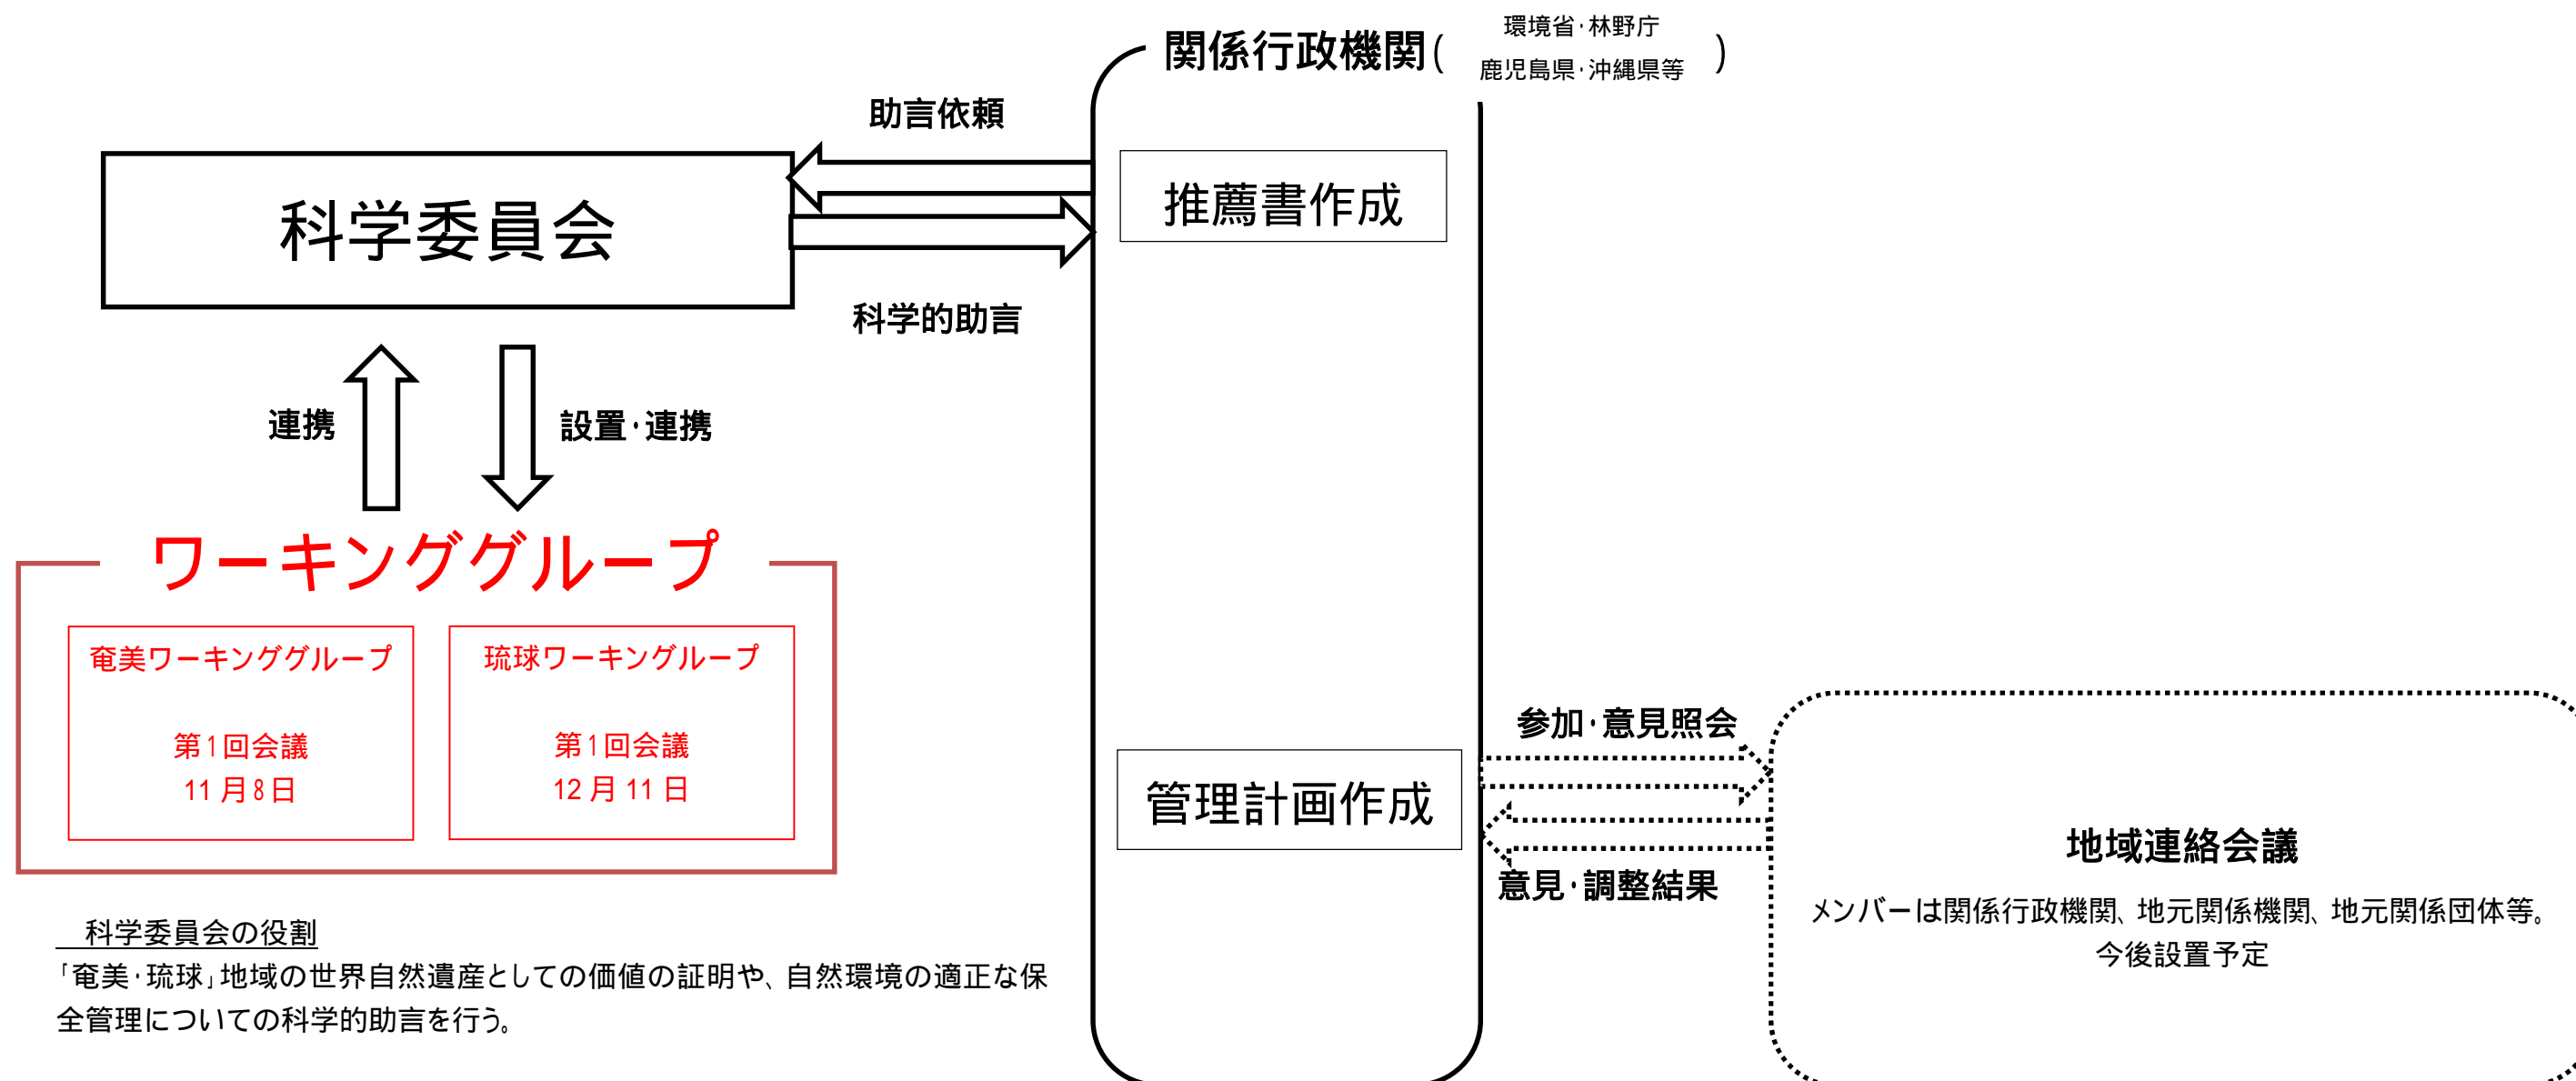 関係行政機関(
環境省・林野庁
鹿児島県・沖縄県等
)
助言依頼
科学委員会
推薦書作成
科学的助言
連携
設置・連携
ワーキンググループ
奄美ワーキンググループ
第1回会議
11月8日
琉球ワーキングループ
第1回会議
12月11日
参加・意見照会
管理計画作成
意見・調整結果
地域連絡会議
メンバーは関係行政機関、地元関係機関、地元関係団体等。
今後設置予定
科学委員会の役割
「奄美・琉球」地域の世界自然遺産としての価値の証明や、自然環境の適正な保
全管理についての科学的助言を行う。